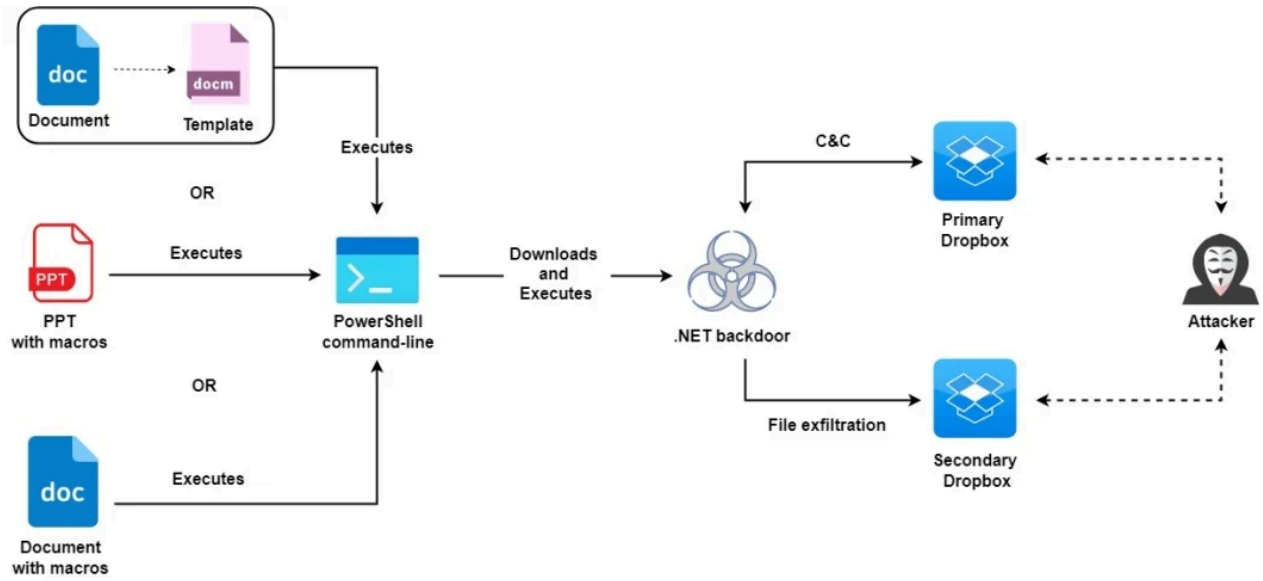 doc
docm
Document
Template
Executes
OR
PPT
PPT
with macros
Executes
PowerShell
command-line
Downloads
and
Executes
.NET backdoor
C&C
Primary
Dropbox
Attacker
File exfiltration
Secondary
Dropbox
OR
doc
Document
with macros
Executes